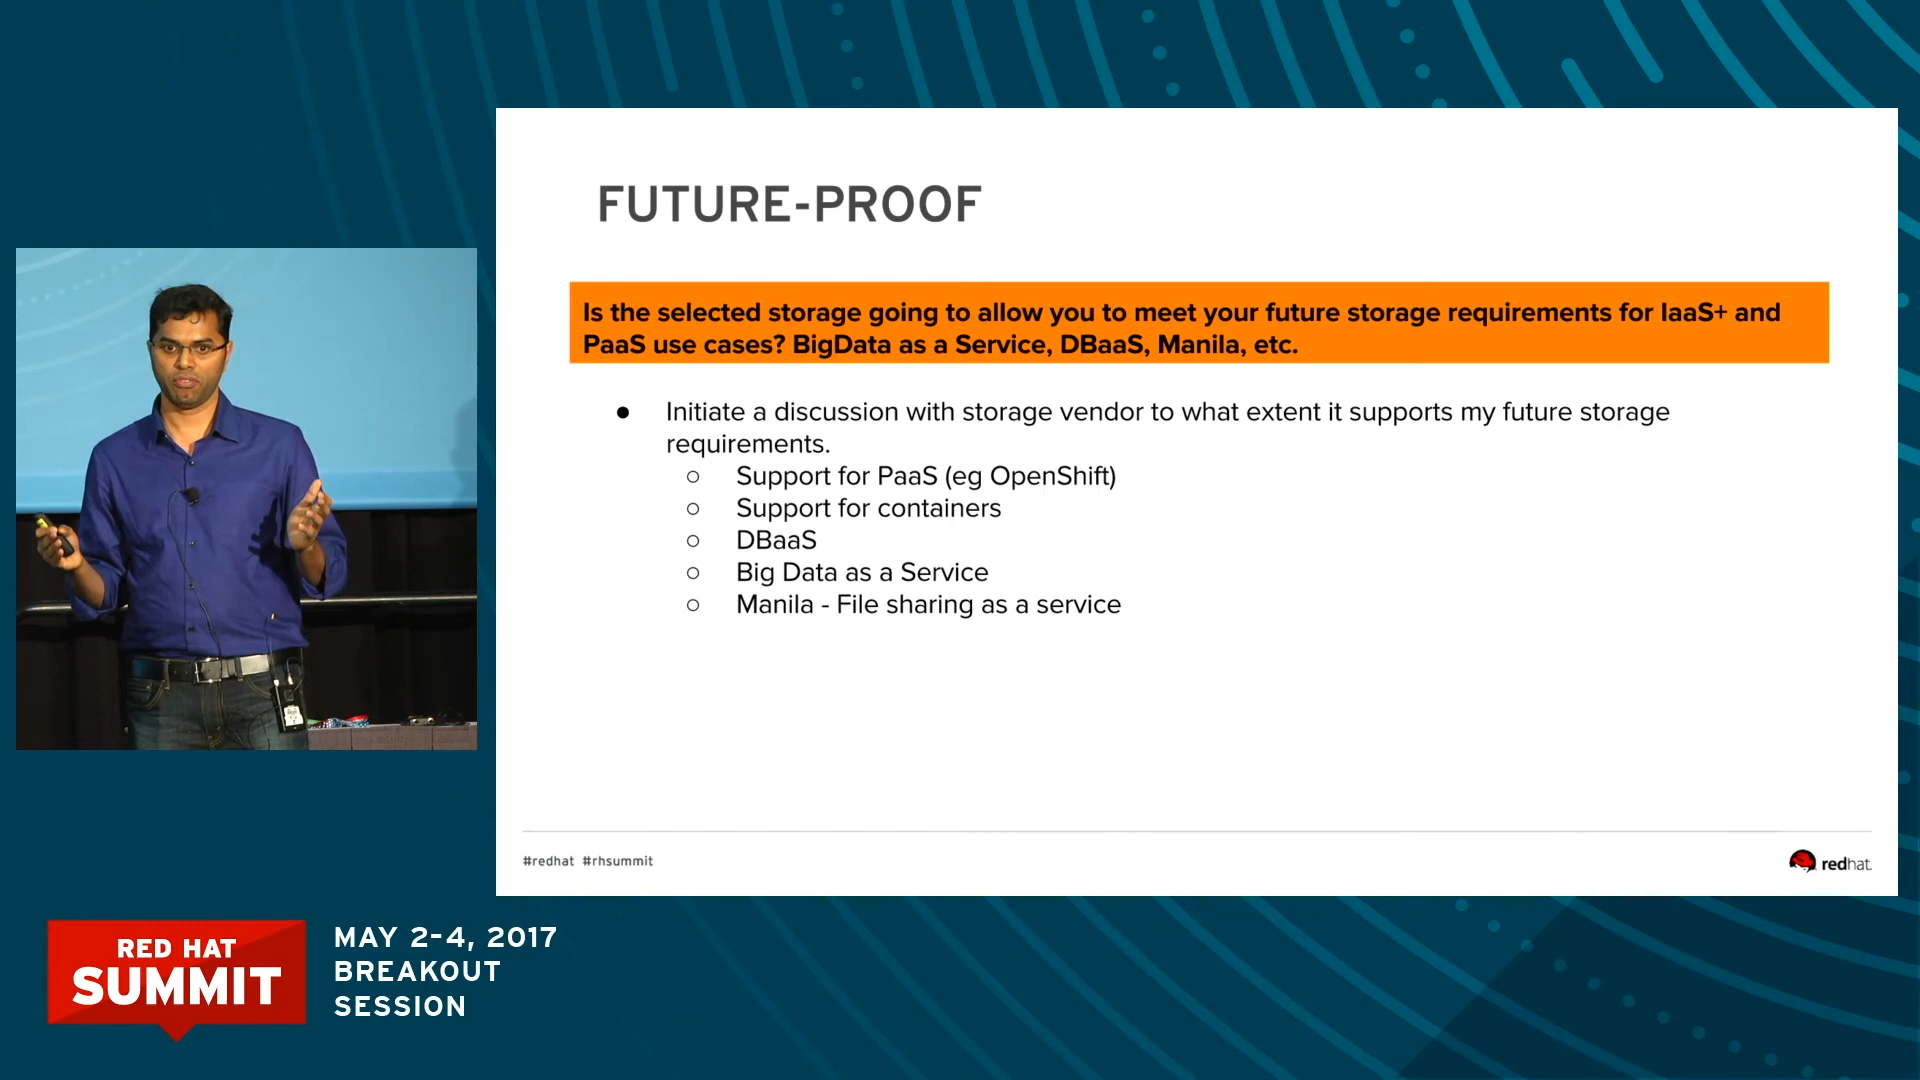 FUTURE-PROOF
Is the selected storage going to allow you to meet your future storage requirements for IaaS+ and
PaaS use cases? BigData as a Service, DBaaS, Manila, etc.
● Initiate a discussion with storage vendor to what extent it supports my future storage
requirements.
○ Support for PaaS (eg OpenShift)
○ Support for containers
○ DBaaS
○ Big Data as a Service
○ Manila - File sharing as a service
#redhat #rhsummit
redhat.
RED HAT
SUMMIT
MAY 2-4, 2017
BREAKOUT
SESSION